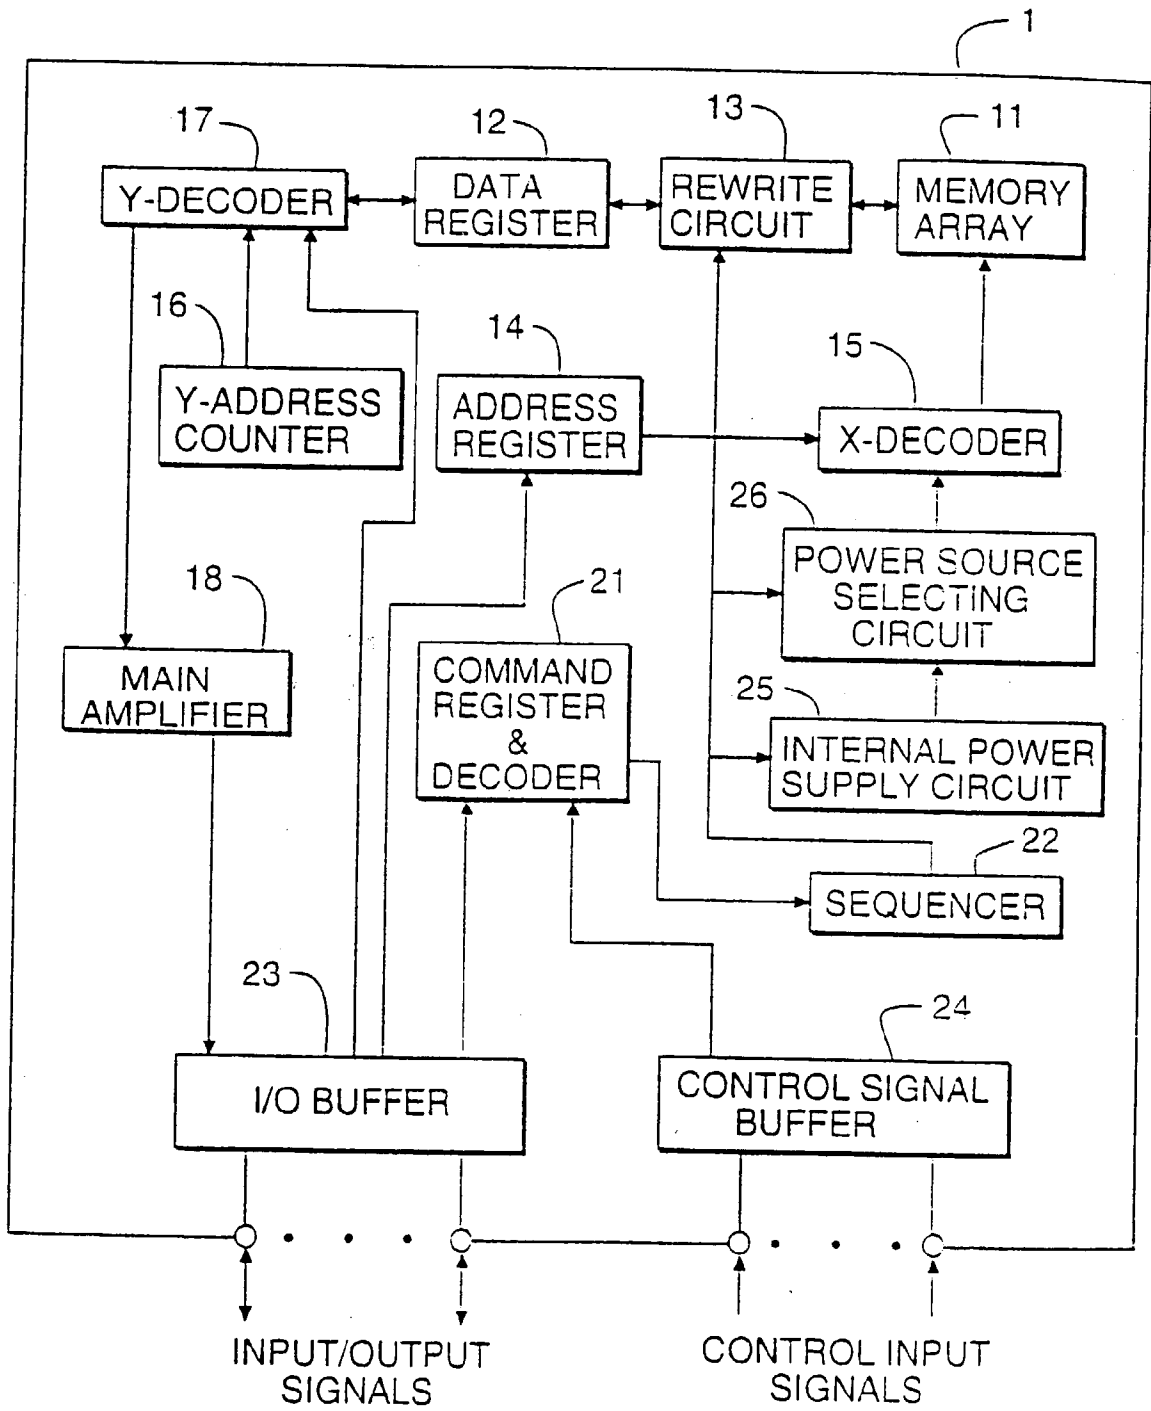 1
17
12
13
11
Y-DECODER
DATA
REGISTER
REWRITE
CIRCUIT
MEMORY
ARRAY
16
14
15
Y-ADDRESS
COUNTER
ADDRESS
REGISTER
X-DECODER
26
POWER SOURCE
SELECTING
CIRCUIT
18
21
MAIN
AMPLIFIER
COMMAND
REGISTER
&
DECODER
25
INTERNAL POWER
SUPPLY CIRCUIT
22
SEQUENCER
23
24
I/O BUFFER
CONTROL SIGNAL
BUFFER
INPUT/OUTPUT
SIGNALS
CONTROL INPUT
SIGNALS